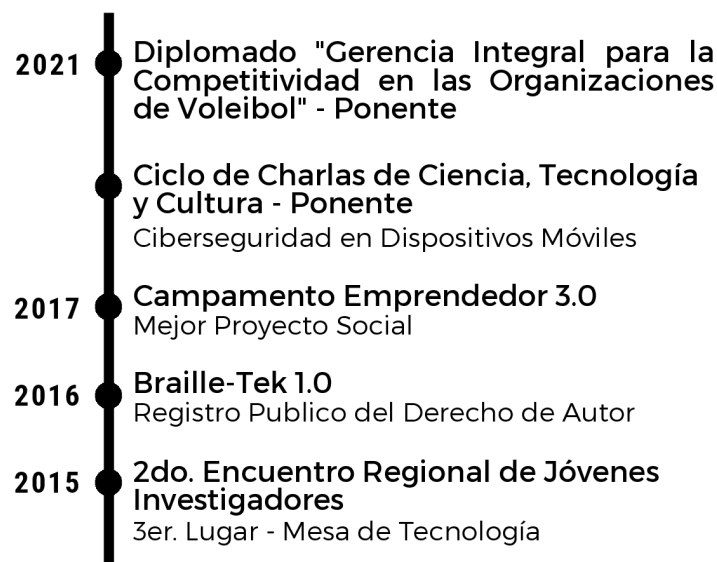 2021
Diplomado "Gerencia Integral para la
Competitividad en las Organizaciones
de Voleibol" - Ponente
Ciclo de Charlas de Ciencia, Tecnología
y Cultura - Ponente
Ciberseguridad en Dispositivos Móviles
2017
Campamento Emprendedor 3.0
Mejor Proyecto Social
2016
Braille-Tek 1.0
Registro Publico del Derecho de Autor
2015
2do. Encuentro Regional de Jóvenes
Investigadores
3er. Lugar - Mesa de Tecnología